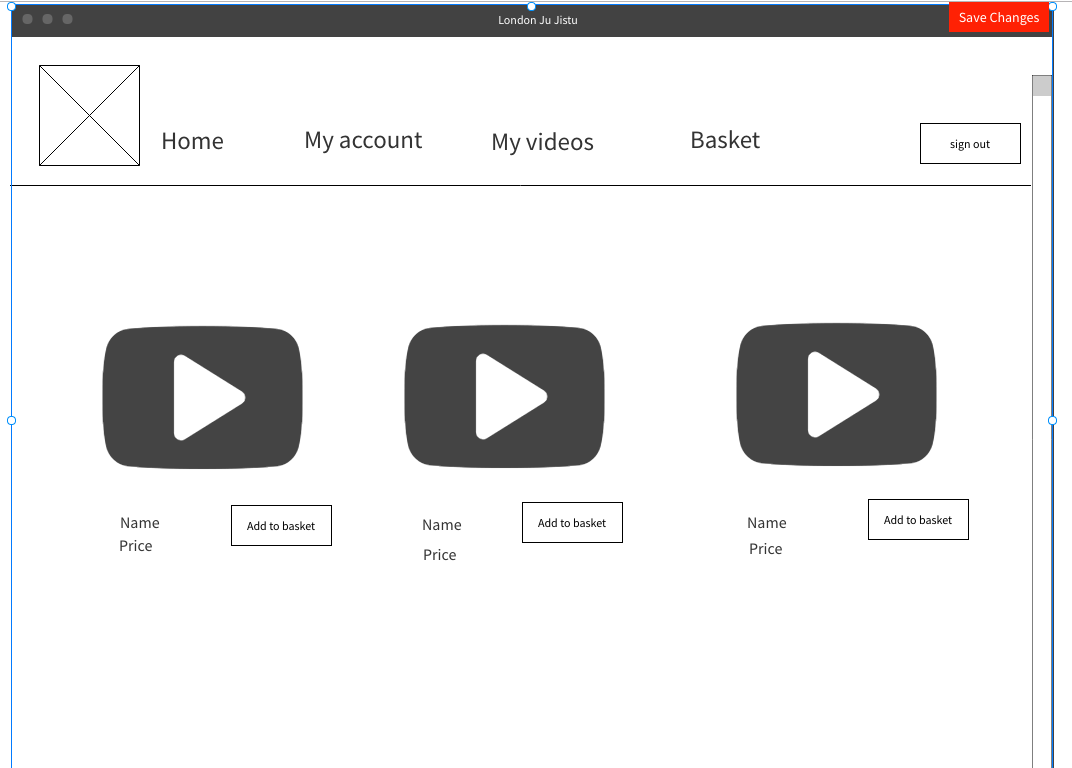 London Ju Jistu
Save Changes
Home
My account
My videos
Basket
sign out
Name
Price
Add to basket
Name
Price
Add to basket
Name
Price
Add to basket